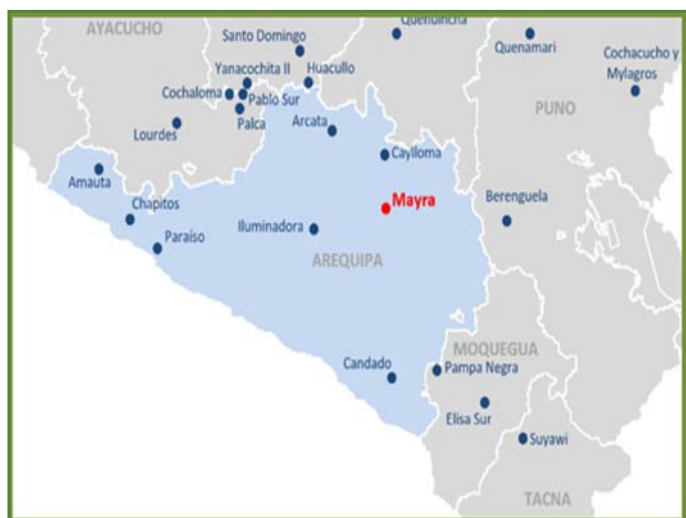 AYACUCHO
Santo Domingo
Quenamari
Cochacucho y
Mylagros
Yanacochita II
Huacullo
Cochaloma
Pablo Sur
PUNO
Palca
Arcata
Lourdes
Caylloma
Amauta
Mayra
Berenguela
Chapitos
Iluminadora
Paraíso
AREQUIPA
MOQUEGUA
Candado
Pampa Negra
Elisa Sur
Suyawi
TACNA